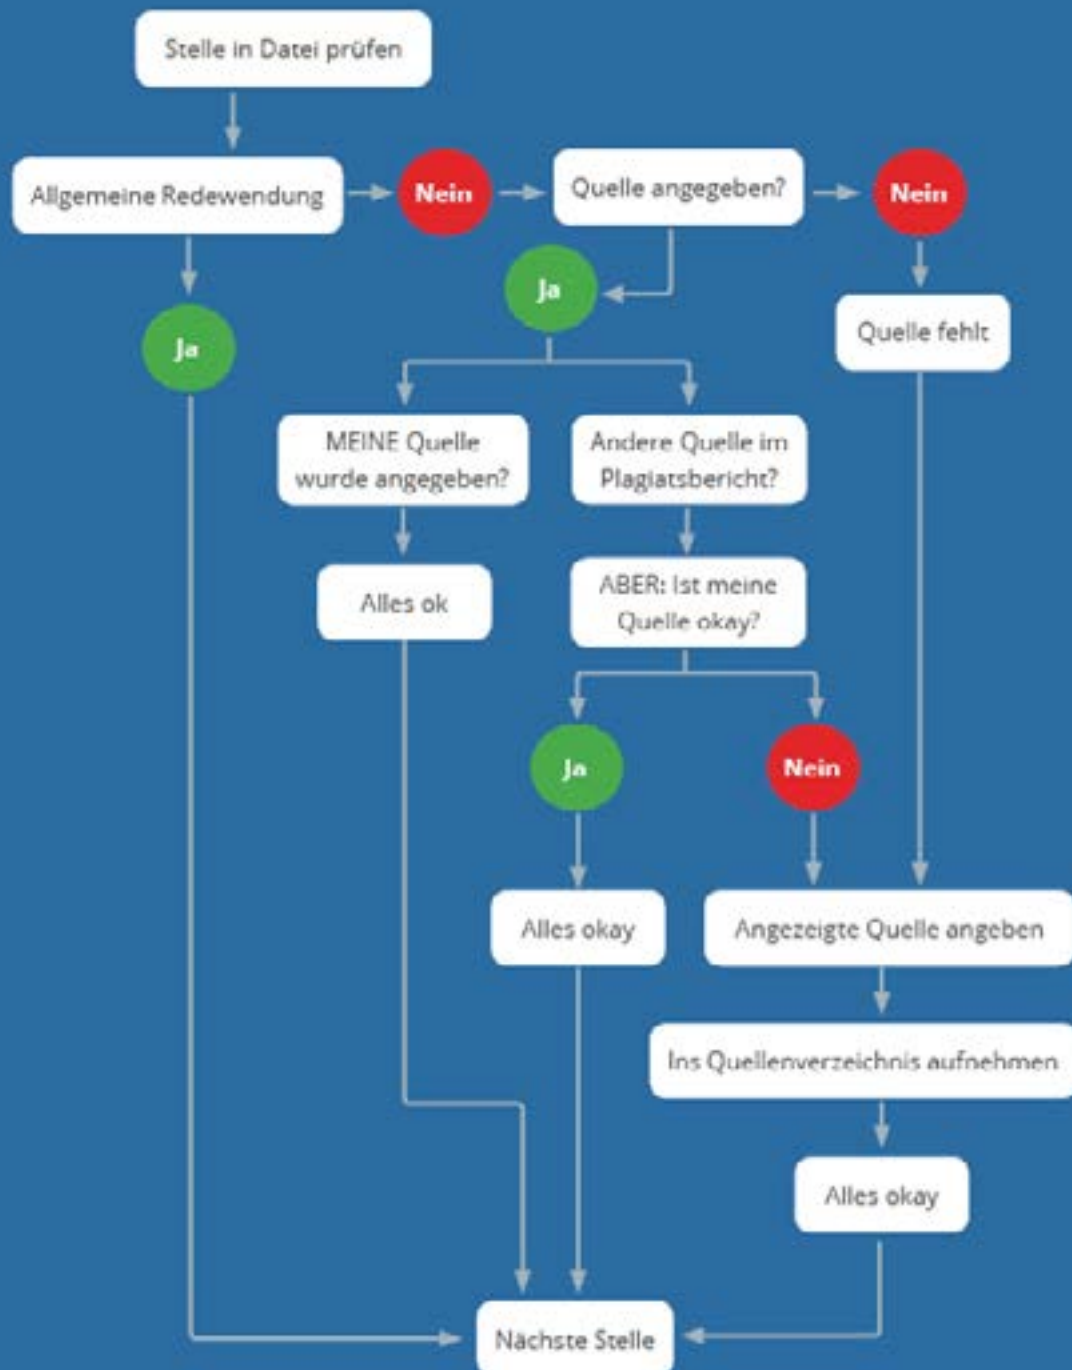 Stelle in Datei prüfen
Allgemeine Redewendung
Nein
Quelle angegeben?
Nein
Ja
Ja
Quelle fehlt
MEINE Quelle
wurde angegeben?
Andere Quelle im
Plagiatsbericht?
Alles ok
ABER: Ist meine
Quelle okay?
Ja
Nein
Alles okay
Angezeigte Quelle angeben
Ins Quellenverzeichnis aufnehmen
Alles okay
Nächste Stelle